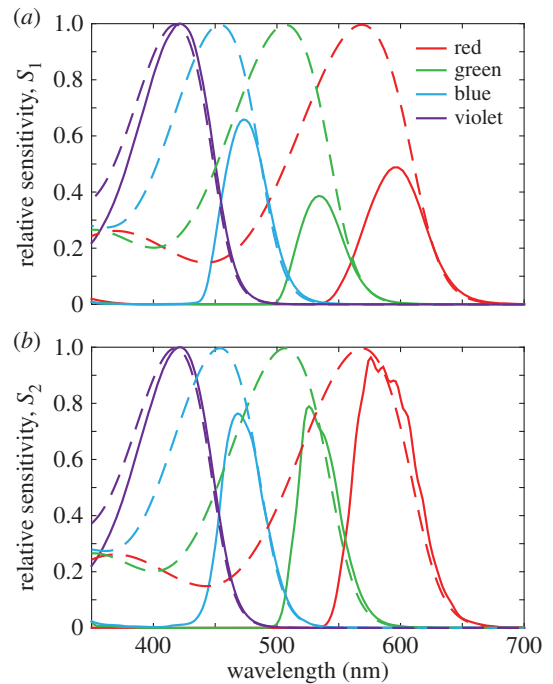 (a)
1.0
0.8
0.6
0.4
0.2
0
relative sensitivity, S1
red
green
blue
violet
(b)
1.0
0.8
0.6
0.4
0.2
0
relative sensitivity, S2
400
500
600
700
wavelength (nm)